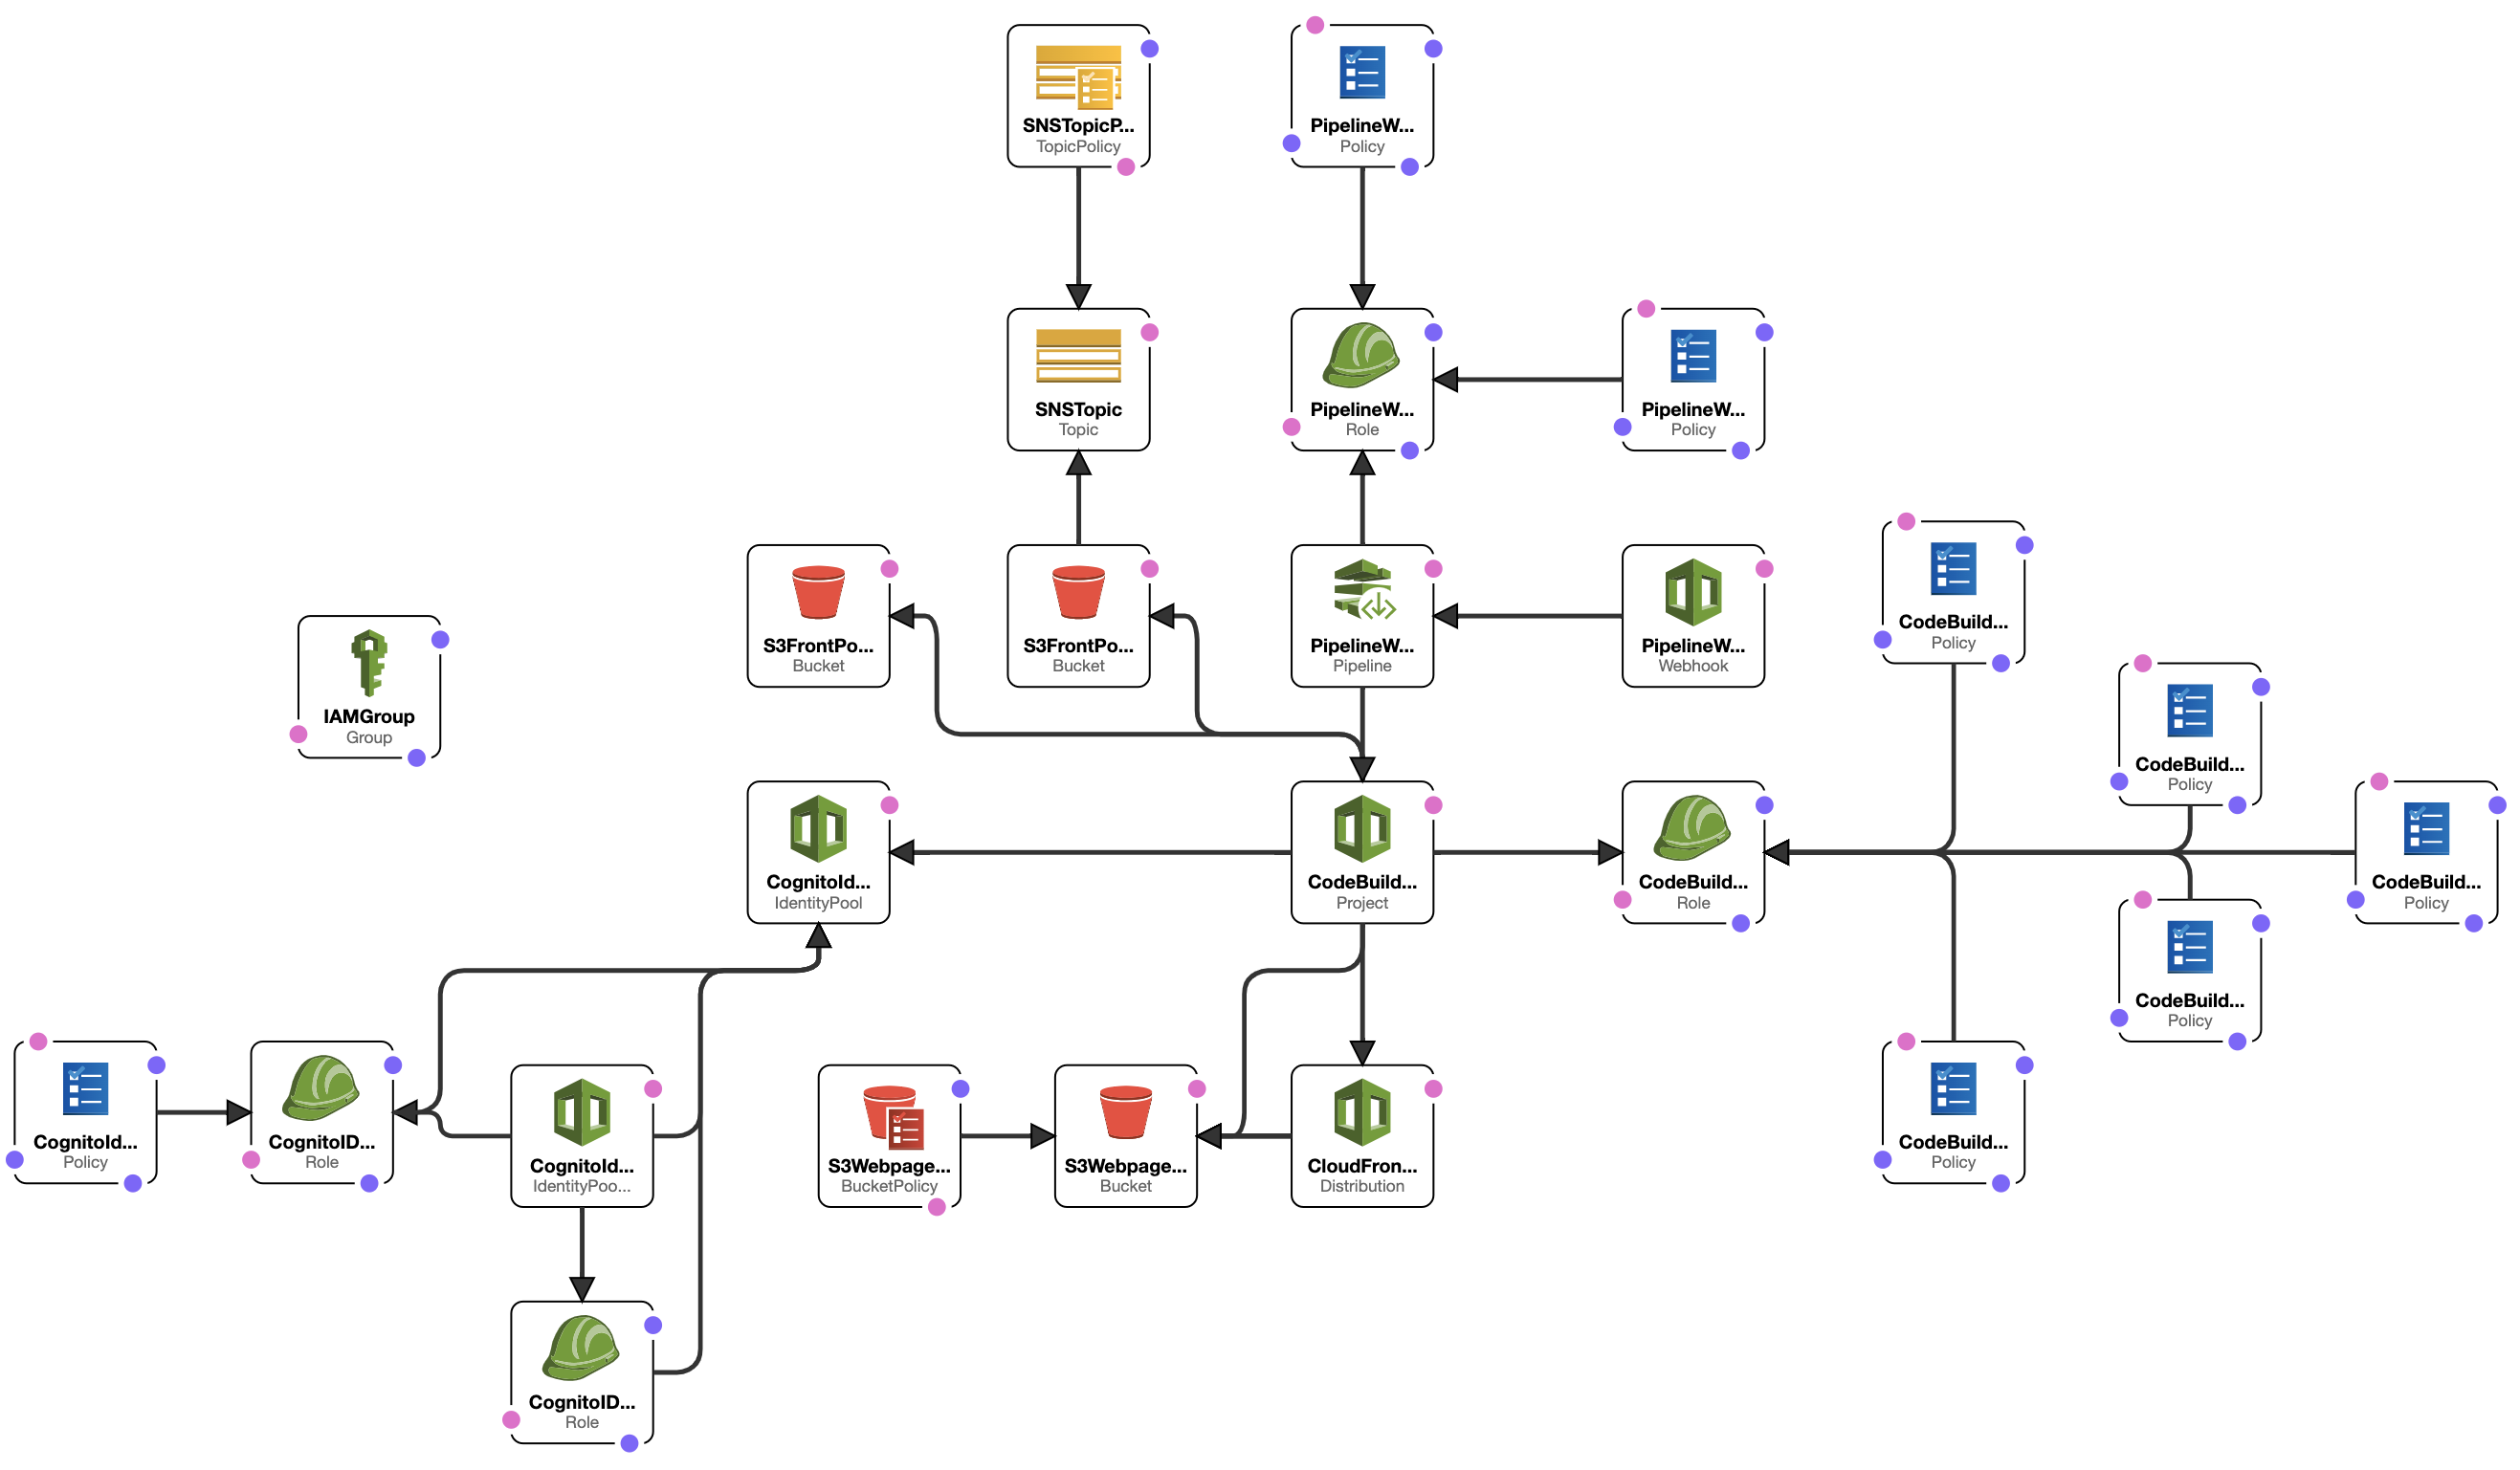 SNSTopicP...
TopicPolicy
PipelineW...
Policy
SNSTopic
Topic
PipelineW...
Role
PipelineW...
Policy
S3FrontPo...
Bucket
S3FrontPo...
Bucket
PipelineW...
Pipeline
PipelineW...
Webhook
CodeBuild...
Policy
IAMGroup
Group
CodeBuild...
Policy
CognitoId...
IdentityPool
CodeBuild...
Project
CodeBuild...
Role
CodeBuild...
Policy
CodeBuild...
Policy
CognitoId...
Policy
CognitoID...
Role
CognitoId...
IdentityPoo...
S3Webpage...
BucketPolicy
S3Webpage...
Bucket
CloudFron...
Distribution
CodeBuild...
Policy
CognitoID...
Role